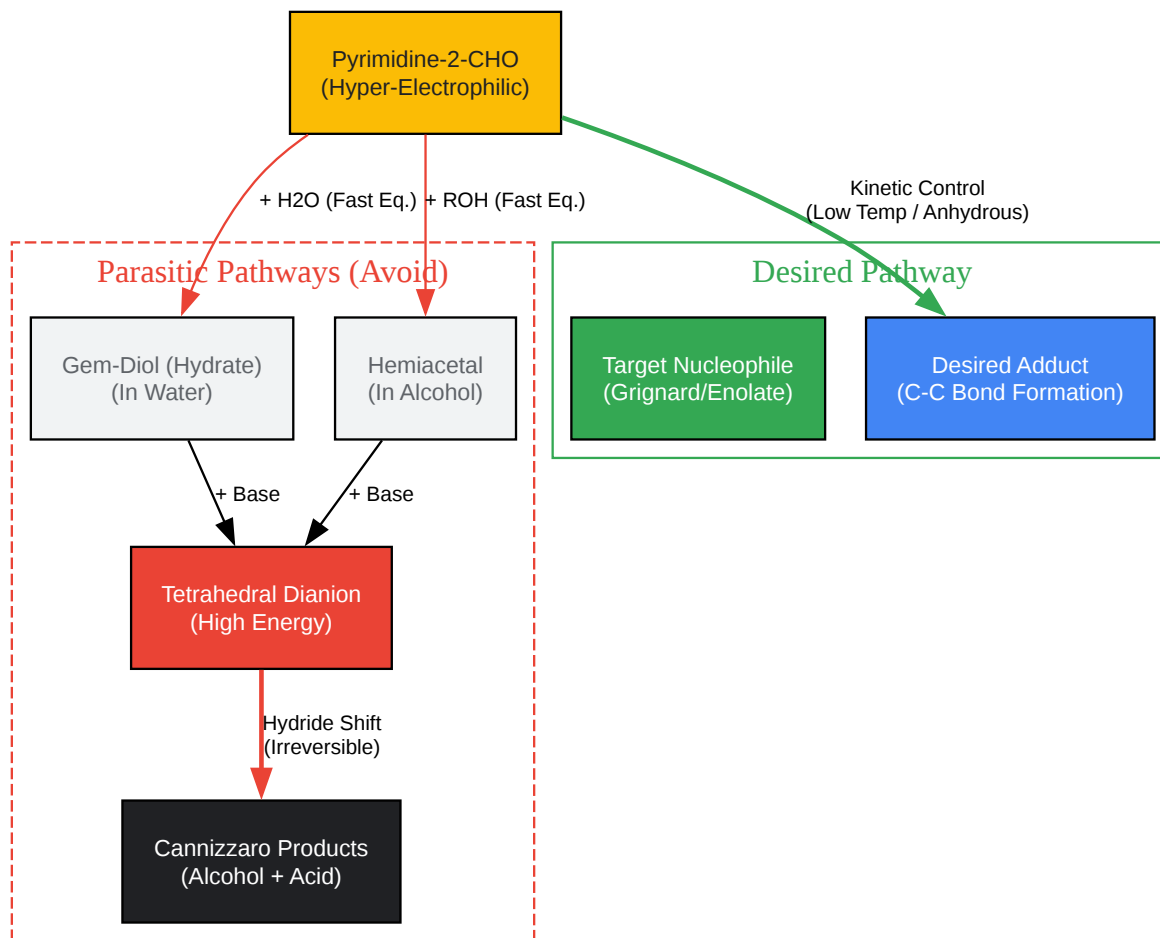 Pyrimidine-2-CHO
(Hyper-Electrophilic)
+ H2O (Fast Eq.)
+ ROH (Fast Eq.)
Kinetic Control
(Low Temp / Anhydrous)
Parasitic Pathways (Avoid)
Desired Pathway
Gem-Diol (Hydrate)
(In Water)
Hemiacetal
(In Alcohol)
Target Nucleophile
(Grignard/Enolate)
Desired Adduct
(C-C Bond Formation)
+ Base
+ Base
Tetrahedral Dianion
(High Energy)
Hydride Shift
(Irreversible)
Cannizzaro Products
(Alcohol + Acid)